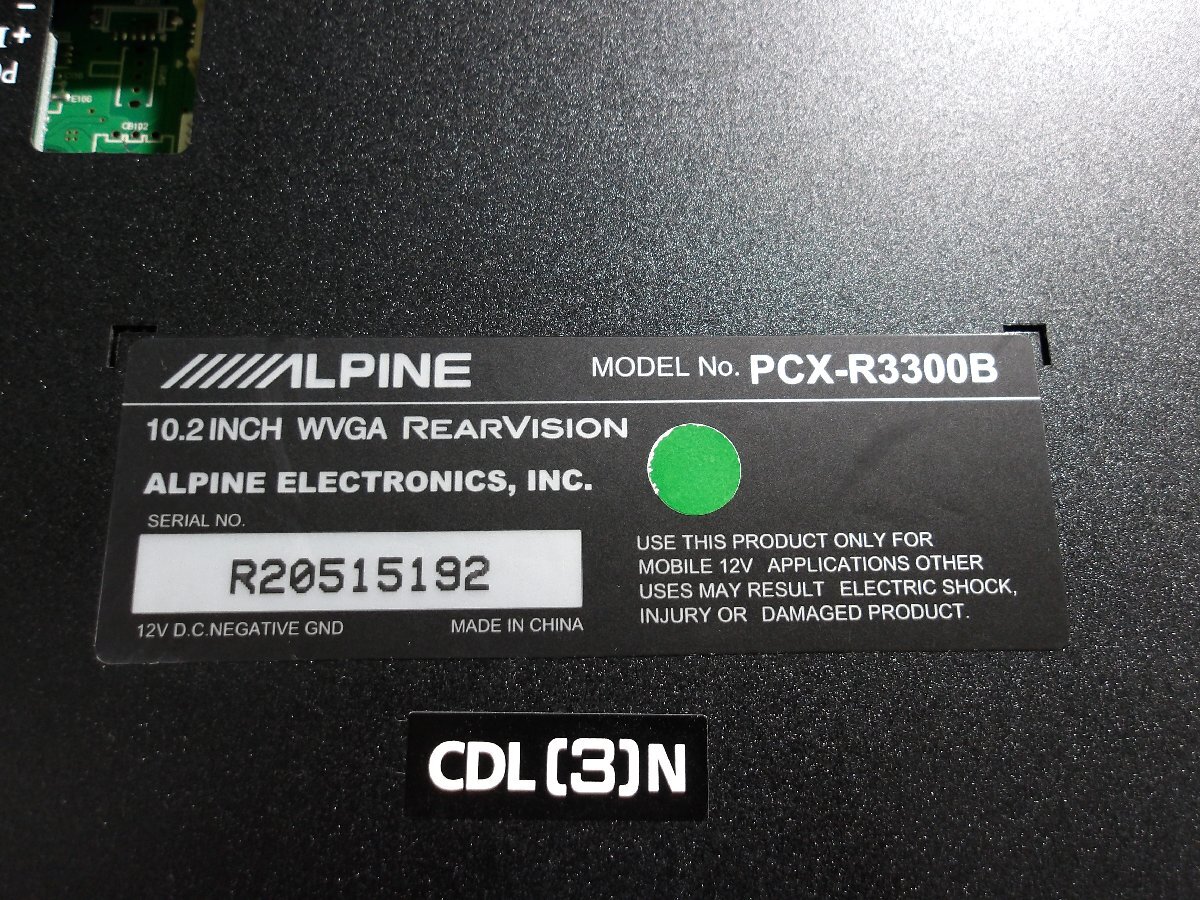 E106
CB102
ALPINE
MODEL No. PCX-R3300B
10.2 INCH WVGA REARVISION
ALPINE ELECTRONICS, INC.
SERIAL NO.
R20515192
12V D.C.NEGATIVE GND
MADE IN CHINA
USE THIS PRODUCT ONLY FOR
MOBILE 12V APPLICATIONS OTHER
USES MAY RESULT ELECTRIC SHOCK,
INJURY OR DAMAGED PRODUCT.
CDL(3)N